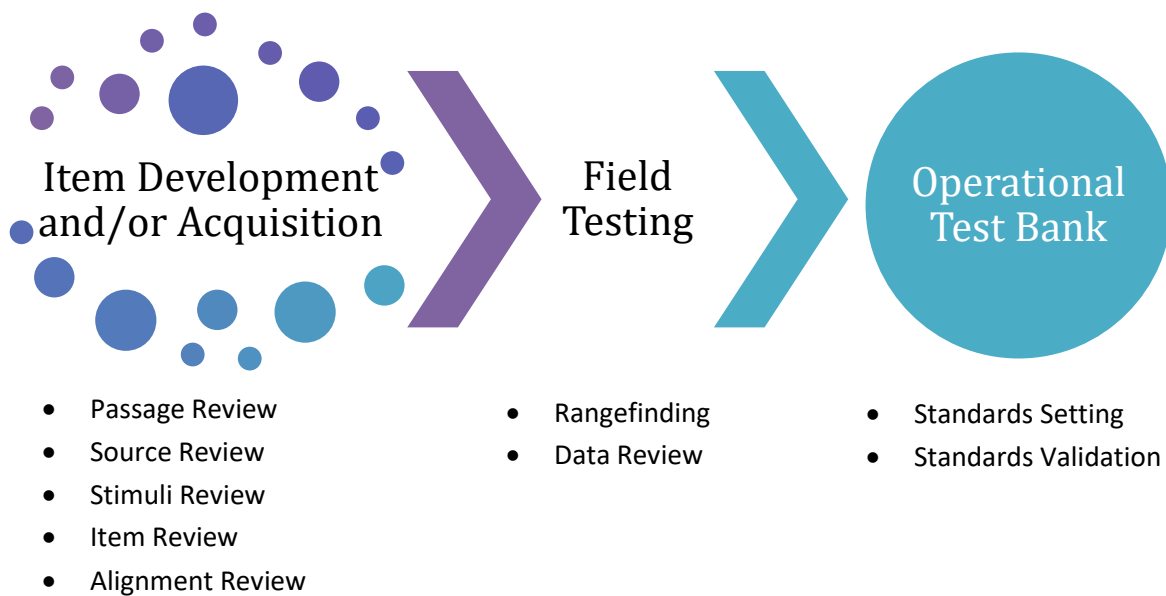 Item Development
and/or Acquisition
Field
Testing
Operational
Test Bank
• Passage Review
• Source Review
• Stimuli Review
• Item Review
• Alignment Review
• Rangefinding
• Data Review
• Standards Setting
• Standards Validation